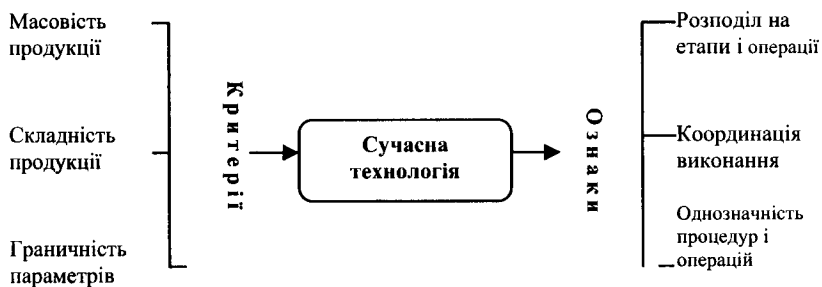 Масовість
продукції
Складність
продукції
Граничність
параметрів
Критерії
Сучасна
технологія
Ознаки
Розподіл на
етапи і операції
Координація
виконання
Однозначність
процедур і
операцій